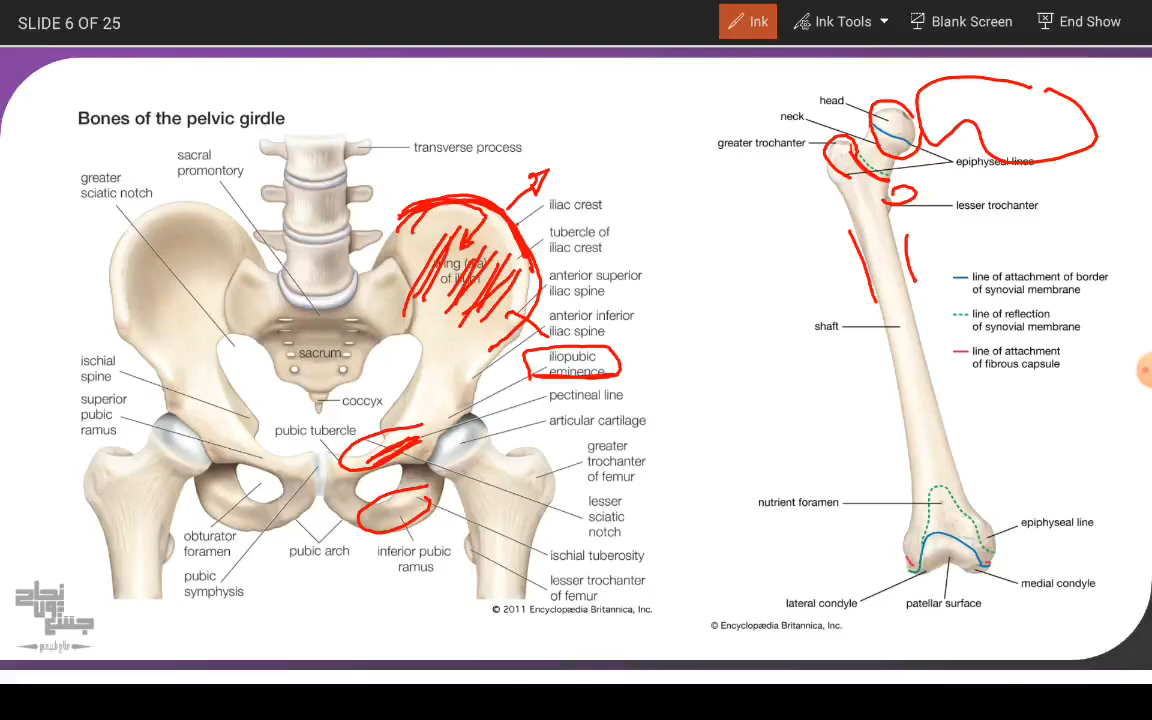 SLIDE 6 OF 25
Ink
Ink Tools
Blank Screen
End Show
Bones of the pelvic girdle
transverse process
sacral
promontory
greater
sciatic notch
iliac crest
tubercle of
iliac crest
wing (ala)
of ilium
anterior superior
iliac spine
anterior inferior
iliac spine
sacrum
iliopubic
eminence
ischial
spine
coccyx
pectineal line
superior
pubic
ramus
pubic tubercle
articular cartilage
greater
trochanter
of femur
lesser
sciatic
notch
obturator
foramen
pubic arch
inferior pubic
ramus
ischial tuberosity
pubic
symphysis
lesser trochanter
of femur
© 2011 Encyclopædia Britannica, Inc.
head
neck
greater trochanter
epiphyseal lines
lesser trochanter
line of attachment of border
of synovial membrane
line of reflection
of synovial membrane
shaft
line of attachment
of fibrous capsule
nutrient foramen
epiphyseal line
medial condyle
lateral condyle
patellar surface
© Encyclopædia Britannica, Inc.